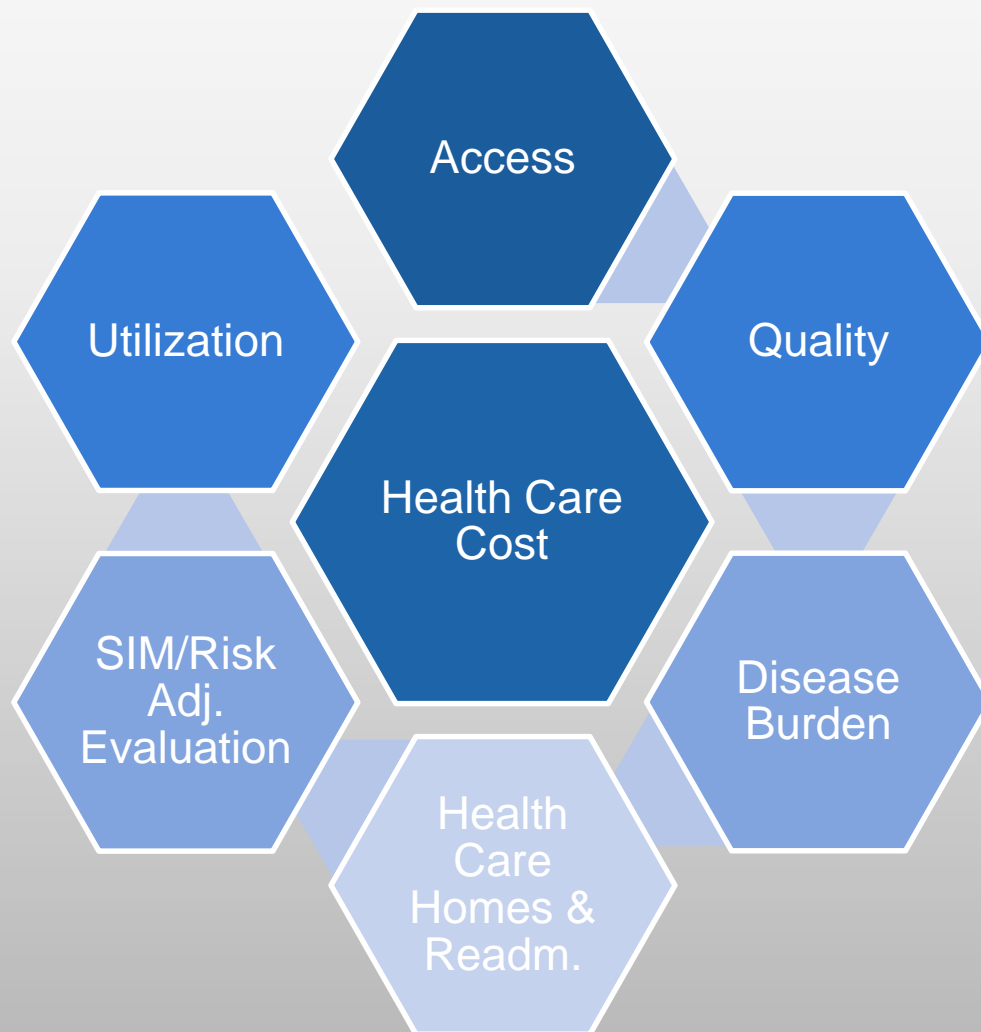 Access
Utilization
Quality
Health Care
Cost
SIM/Risk
Adj.
Evaluation
Disease
Burden
Health
Care
Homes &
Readm.